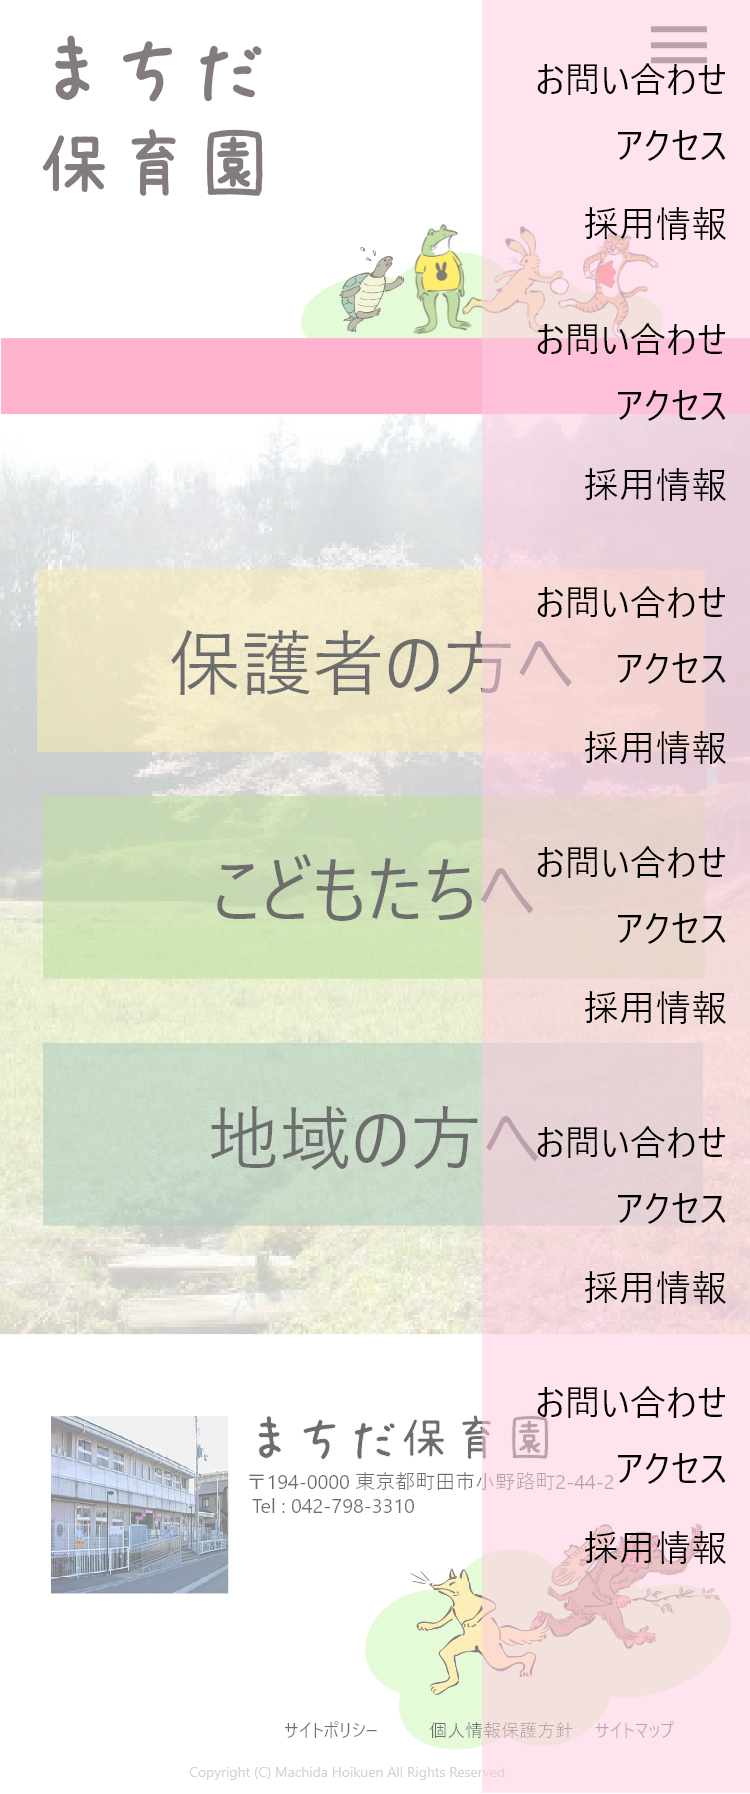 まちだ
保育園
お問い合わせ
アクセス
採用情報
お問い合わせ
アクセス
採用情報
お問い合わせ
アクセス
採用情報
保護者の方へ
お問い合わせ
アクセス
採用情報
こどもたちへ
お問い合わせ
アクセス
採用情報
地域の方へ
お問い合わせ
アクセス
採用情報
まちだ保育園
〒194-0000 東京都町田市小野路町2-44-2
Tel : 042-798-3310
サイトポリシー 個人情報保護方針 サイトマップ
Copyright (C) Machida Hoikuen All Rights Reserved.